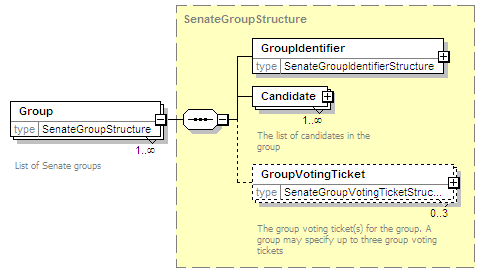 SenateGroupStructure
GroupIdentifier
type SenateGroupIdentifierStructure
Candidate
1..∞
The list of candidates in the
group
Group
type SenateGroupStructure
1..∞
List of Senate groups
GroupVotingTicket
type SenateGroupVotingTicketStruc...
0..3
The group voting ticket(s) for the group. A
group may specify up to three group voting
tickets